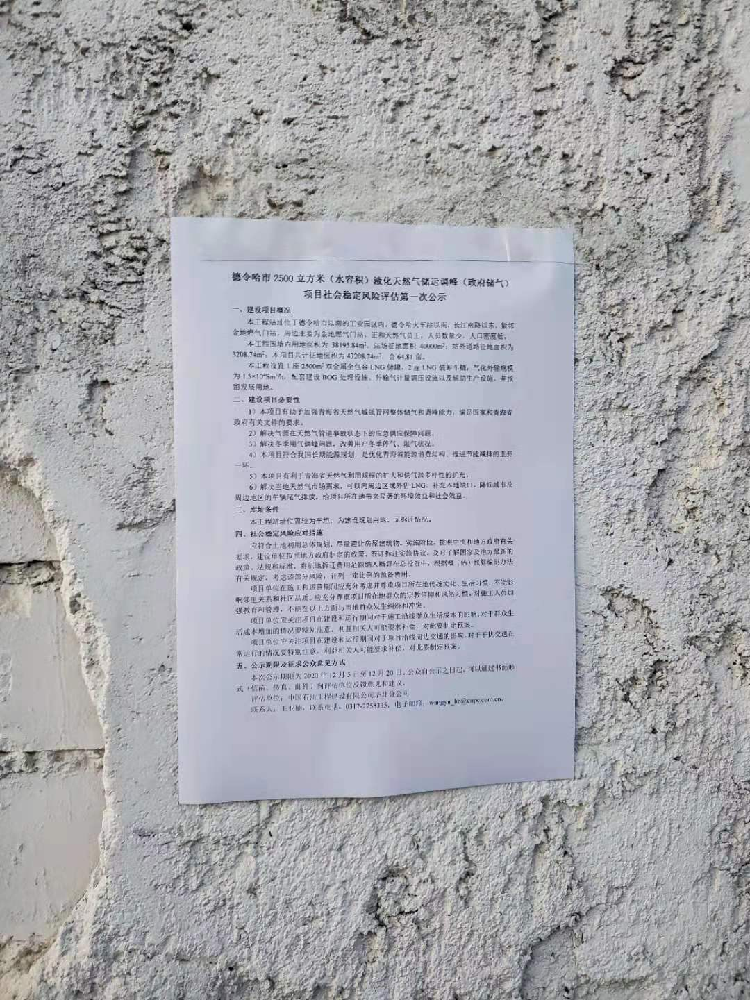 德令哈市 2500 立方米（水容积）液化天然气储运调峰（政府储气）
项目社会稳定风险评估第一次公示
一、建设项目概况
本工程站址位于德令哈市以南的工业园区内，德令哈火车站以南，长江南路以东，紧邻
金地燃气门站，周边主要为金地燃气门站、正和天然气员工，人员数量少，人口密度低。
本工程围墙内用地面积为 38195.84m²，站场征地面积 40000m²；站外道路征地面积为
3208.74m²；本项目共计征地面积为 43208.74m²，合 64.81 亩。
本工程设置 1 座 2500m³ 双金属全包容 LNG 储罐，2 座 LNG 装卸车橇，气化外输规模
为 1.5×10⁴Sm³/h，配套建设 BOG 处理设施、外输气计量调压设施以及辅助生产设施，并预
留发展用地。
二、建设项目必要性
1）本项目有助于加强青海省天然气城镇管网整体储气和调峰能力，满足国家和青海省
政府有关文件的要求。
2）解决气源在天然气管道事故状态下的应急供应保障问题。
3）解决冬季用气调峰问题，改善用户冬季停气、限气状况。
4）本项目符合我国长期能源规划，是优化青海省能源消费结构、推进节能减排的重要
一环。
5）本项目有利于青海省天然气利用规模的扩大和供气源多样性的扩充。
6）解决当地天然气市场需求，可以向周边区域外售 LNG，补充本地缺口，降低城市及
周边地区的车辆尾气排放，给项目所在地带来显著的环境效益和社会效益。
三、库址条件
本工程站址位置较为平坦，为建设规划用地。无拆迁情况。
四、社会稳定风险应对措施
应符合土地利用总体规划，尽量避让房屋建筑物。实施阶段，按照中央和地方政府有关
要求，建设单位按照地方政府制定的政策，签订拆迁实施协议。及时了解国家及地方最新的
政策、法规和标准，将征地拆迁费用足额纳入概算在总投资中，根据概（估）预算编制办法
有关规定，考虑该部分风险，计列一定比例的预备费用。
项目单位在施工和运营期间应充分考虑并尊重项目所在地传统文化、生活习惯，不能影
响邻里关系和社区品质。应充分尊重项目所在地群众的宗教信仰和风俗习惯，对施工人员加
强教育和管理，不能在以上方面与当地群众发生纠纷和冲突。
项目单位应关注项目在建设和运行期间对于施工沿线群众生活成本的影响。对于群众生
活成本增加的情况要特别注意。利益相关人可能要求补偿，对此要制定预案。
项目单位应关注项目在建设和运行期间对于项目沿线周边交通的影响。对于干扰交通正
常运行的情况要特别注意。利益相关人可能要求补偿，对此要制定预案。
五、公示期限及征求公众意见方式
本次公示期限为 2020 年 12 月 5 日至 12 月 20 日。公众自公示之日起，可以通过书面形
式（信函、传真、邮件）向评估单位反馈意见和建议。
评估单位：中国石油工程建设有限公司华北分公司
联系人：王亚楠，联系电话：0317-2758335，电子邮箱：wangyn_hb@cnpc.com.cn。